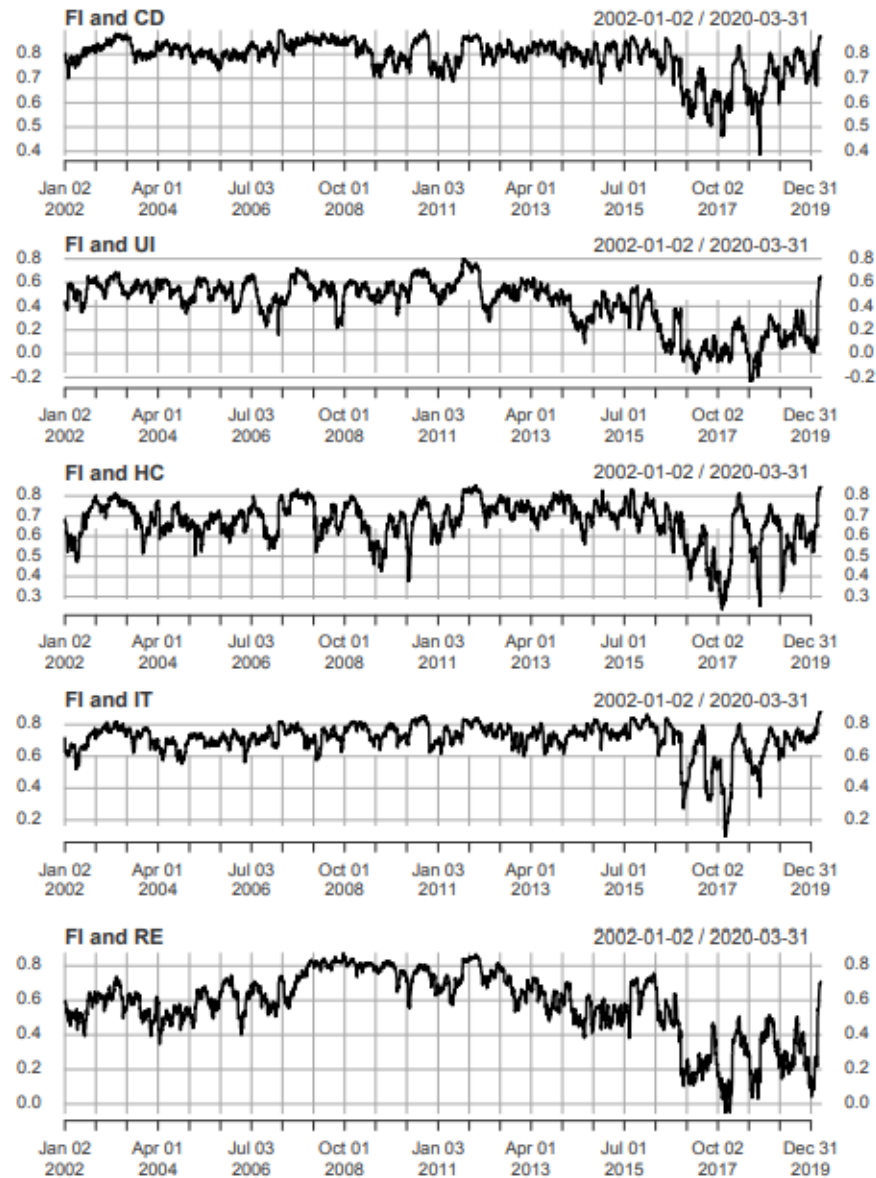 FI and CD 2002-01-02 / 2020-03-31
0.8 0.8
0.7 0.7
0.6 0.6
0.5 0.5
0.4 0.4
Jan 02 Apr 01 Jul 03 Oct 01 Jan 03 Apr 01 Jul 01 Oct 02 Dec 31
2002 2004 2006 2008 2011 2013 2015 2017 2019
FI and UI 2002-01-02 / 2020-03-31
0.8 0.8
0.6 0.6
0.4 0.4
0.2 0.2
0.0 0.0
-0.2 -0.2
Jan 02 Apr 01 Jul 03 Oct 01 Jan 03 Apr 01 Jul 01 Oct 02 Dec 31
2002 2004 2006 2008 2011 2013 2015 2017 2019
FI and HC 2002-01-02 / 2020-03-31
0.8 0.8
0.7 0.7
0.6 0.6
0.5 0.5
0.4 0.4
0.3 0.3
Jan 02 Apr 01 Jul 03 Oct 01 Jan 03 Apr 01 Jul 01 Oct 02 Dec 31
2002 2004 2006 2008 2011 2013 2015 2017 2019
FI and IT 2002-01-02 / 2020-03-31
0.8 0.8
0.6 0.6
0.4 0.4
0.2 0.2
Jan 02 Apr 01 Jul 03 Oct 01 Jan 03 Apr 01 Jul 01 Oct 02 Dec 31
2002 2004 2006 2008 2011 2013 2015 2017 2019
FI and RE 2002-01-02 / 2020-03-31
0.8 0.8
0.6 0.6
0.4 0.4
0.2 0.2
0.0 0.0
Jan 02 Apr 01 Jul 03 Oct 01 Jan 03 Apr 01 Jul 01 Oct 02 Dec 31
2002 2004 2006 2008 2011 2013 2015 2017 2019